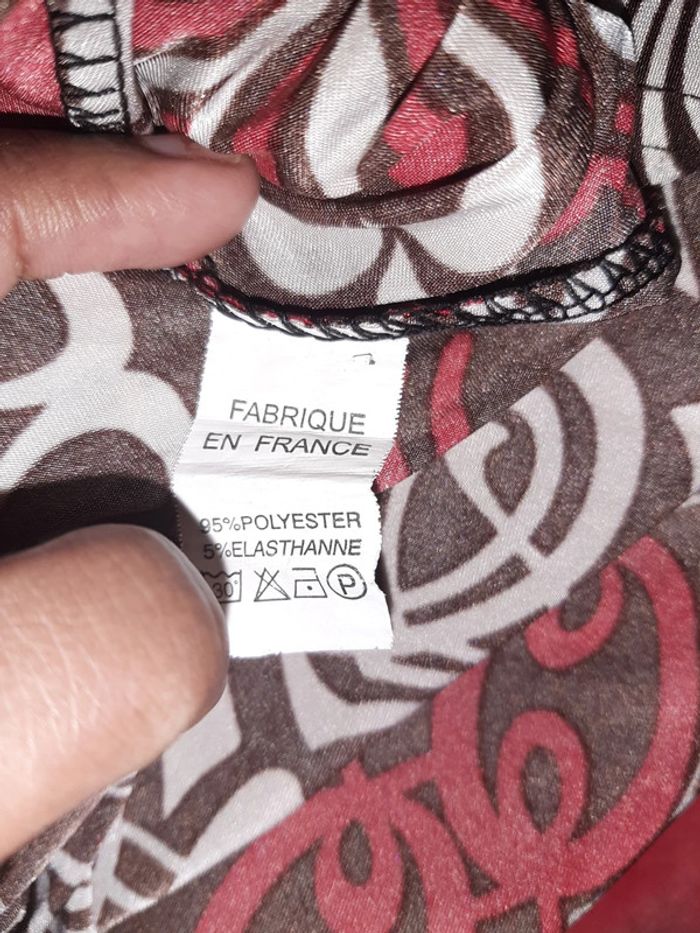 FABRIQUE
EN FRANCE
95%POLYESTER
5%ELASTHANNE
30 P